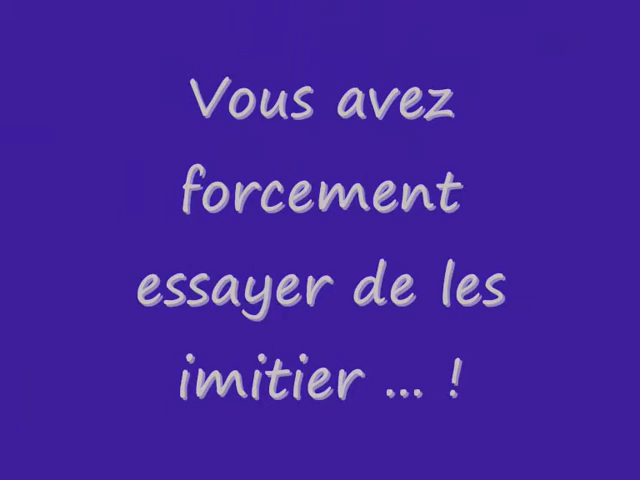 Vous avez
forcement
essayer de les
imitier ... !